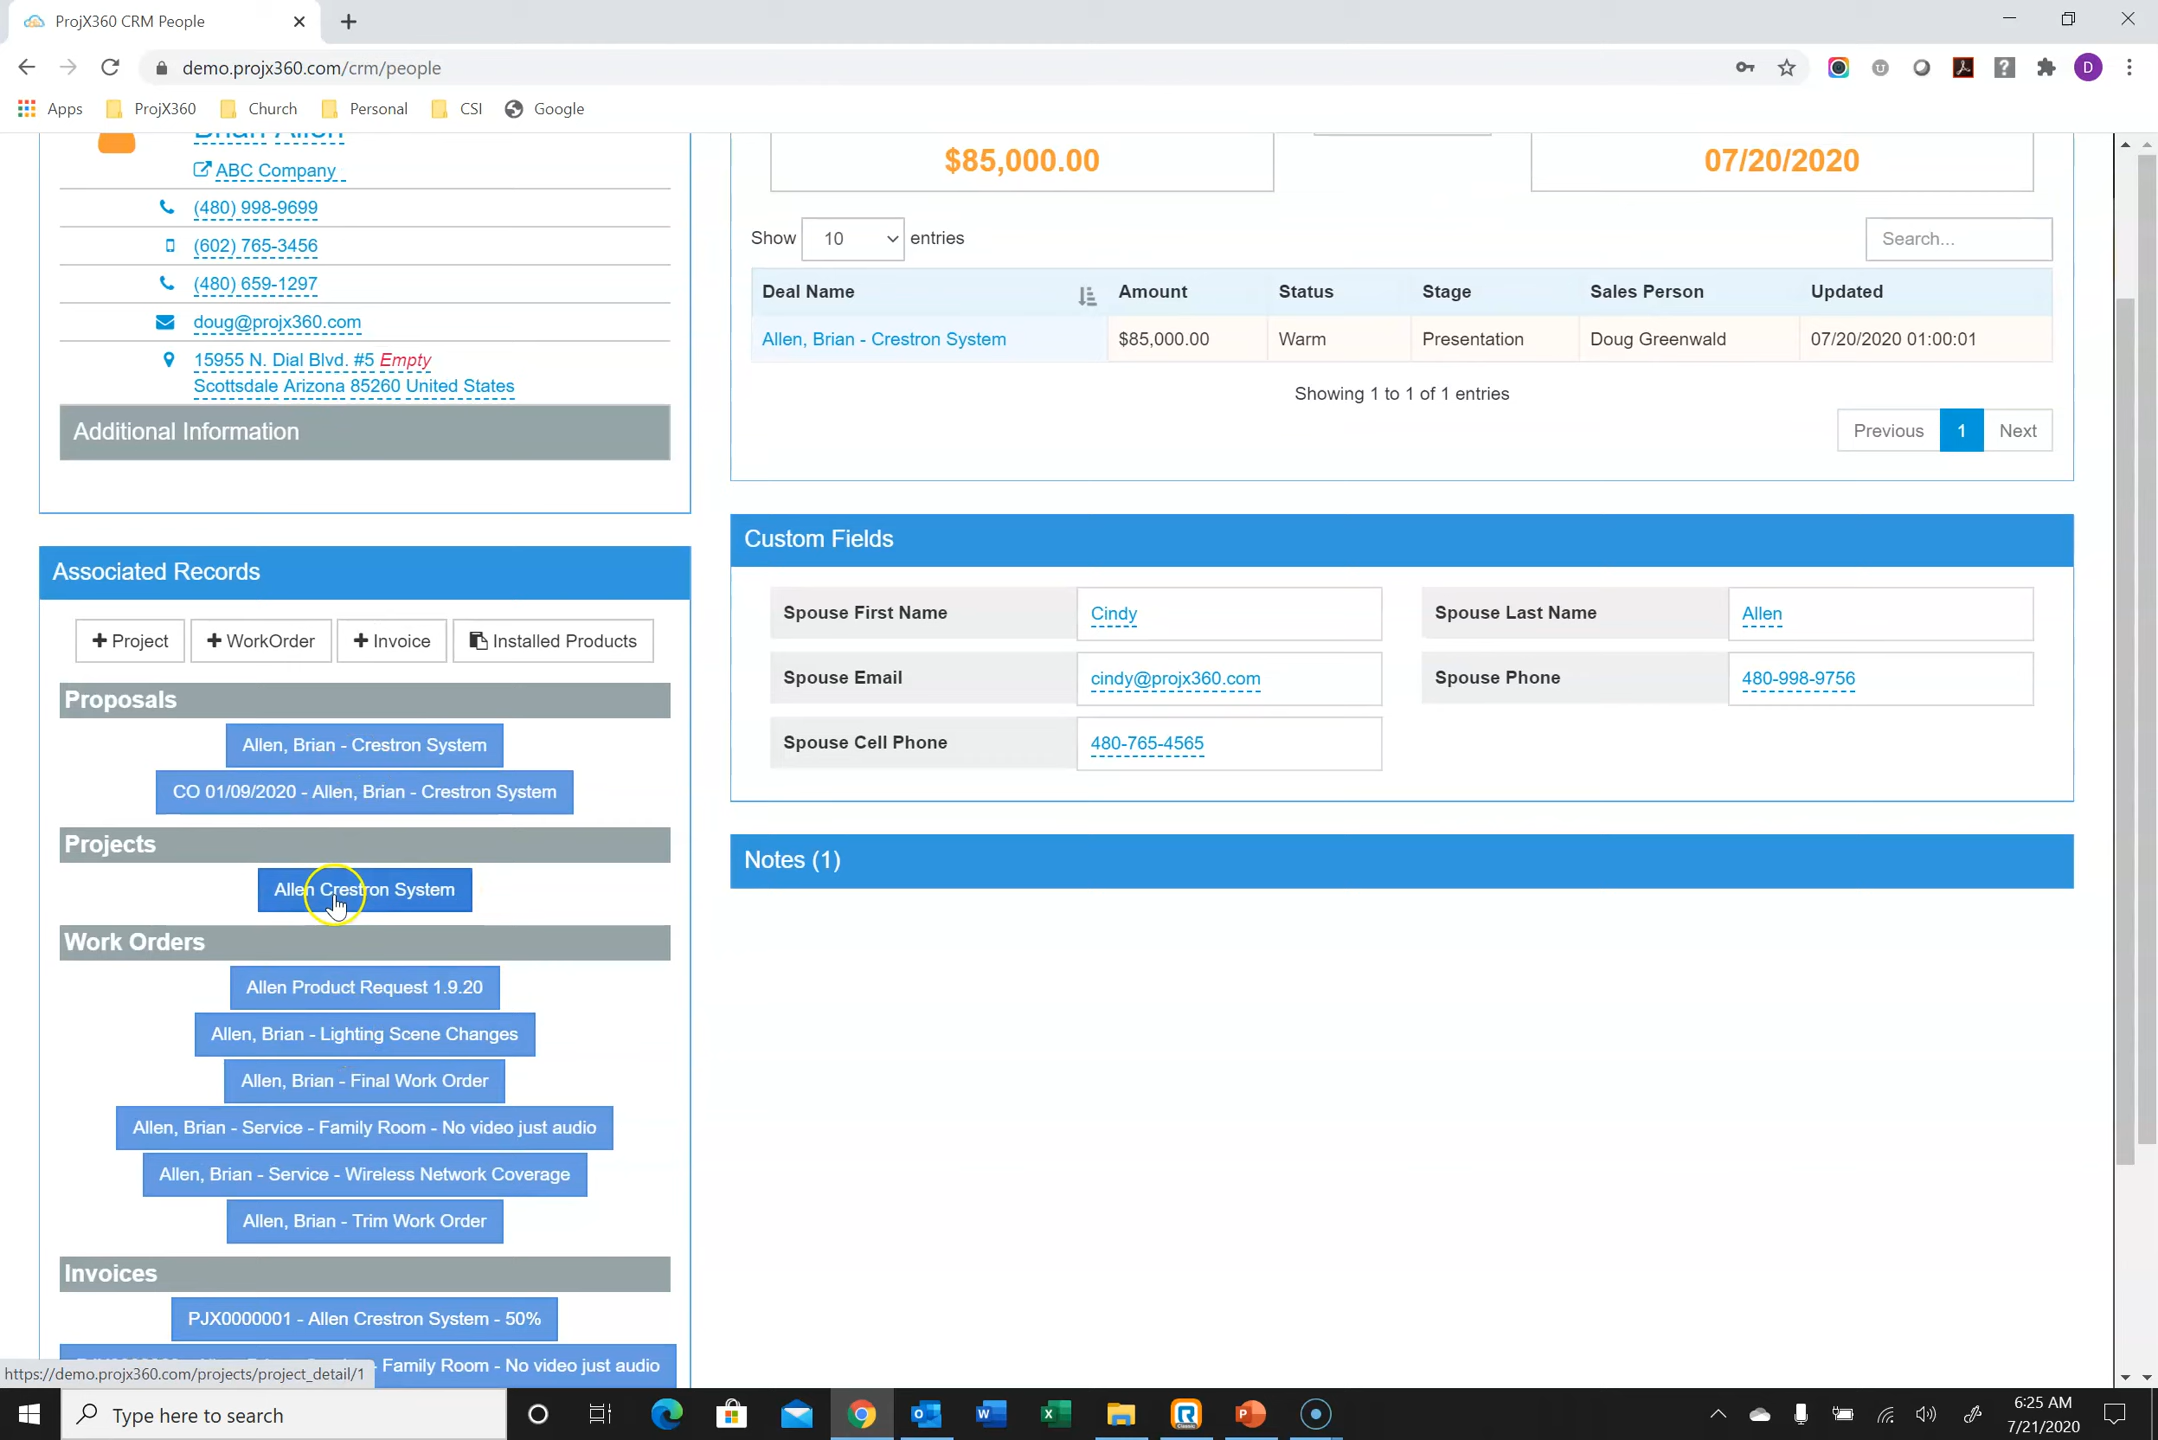 ProjX360 CRM People
demo.projx360.com/crm/people
Apps ProjX360 Church Personal CSI Google
Brian Allen
ABC Company
(480) 998-9699
(602) 765-3456
(480) 659-1297
doug@projx360.com
15955 N. Dial Blvd. #5 Empty
Scottsdale Arizona 85260 United States
Additional Information
Associated Records
Project WorkOrder Invoice Installed Products
Proposals
Allen, Brian - Crestron System
CO 01/09/2020 - Allen, Brian - Crestron System
Projects
Allen Crestron System
Work Orders
Allen Product Request 1.9.20
Allen, Brian - Lighting Scene Changes
Allen, Brian - Final Work Order
Allen, Brian - Service - Family Room - No video just audio
Allen, Brian - Service - Wireless Network Coverage
Allen, Brian - Trim Work Order
Invoices
PJX0000001 - Allen Crestron System - 50%
- Family Room - No video just audio
https://demo.projx360.com/projects/project_detail/1
$85,000.00
07/20/2020
Show 10 entries
Search...
Deal Name Amount Status Stage Sales Person Updated
Allen, Brian - Crestron System $85,000.00 Warm Presentation Doug Greenwald 07/20/2020 01:00:01
Showing 1 to 1 of 1 entries
Previous 1 Next
Custom Fields
Spouse First Name Cindy Spouse Last Name Allen
Spouse Email cindy@projx360.com Spouse Phone 480-998-9756
Spouse Cell Phone 480-765-4565
Notes (1)
Type here to search
6:25 AM
7/21/2020